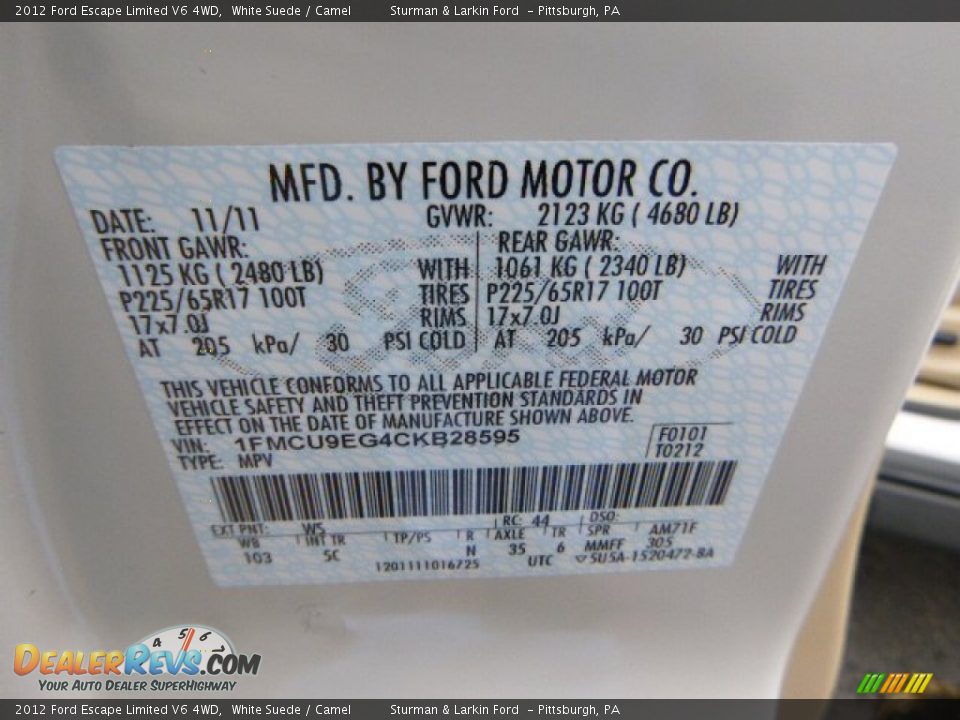 2012 Ford Escape Limited V6 4WD, White Suede / Camel Sturman & Larkin Ford - Pittsburgh, PA
MFD. BY FORD MOTOR CO.
DATE: 11/11 GVWR: 2123 KG ( 4680 LB)
FRONT GAWR: REAR GAWR:
1125 KG ( 2480 LB) WITH 1061 KG ( 2340 LB) WITH
P225/65R17 100T TIRES P225/65R17 100T TIRES
17x7.0J RIMS 17x7.0J RIMS
AT 205 kPa/ 30 PSI COLD AT 205 kPa/ 30 PSI COLD
THIS VEHICLE CONFORMS TO ALL APPLICABLE FEDERAL MOTOR
VEHICLE SAFETY AND THEFT PREVENTION STANDARDS IN
EFFECT ON THE DATE OF MANUFACTURE SHOWN ABOVE.
VIN: 1FMCU9EG4CKB28595 F0101
TYPE: MPV T0212
EXT PNT: WS RC: 44 DSO:
W8 INT TR TP/PS R AXLE TR SPR AM71F
103 5C N 35 6 MMFF 305
1201111016725 UTC 5U5A-1520472-BA
4 5 6
DEALERREVS.COM
YOUR AUTO DEALER SUPERHIGHWAY
2012 Ford Escape Limited V6 4WD, White Suede / Camel Sturman & Larkin Ford - Pittsburgh, PA